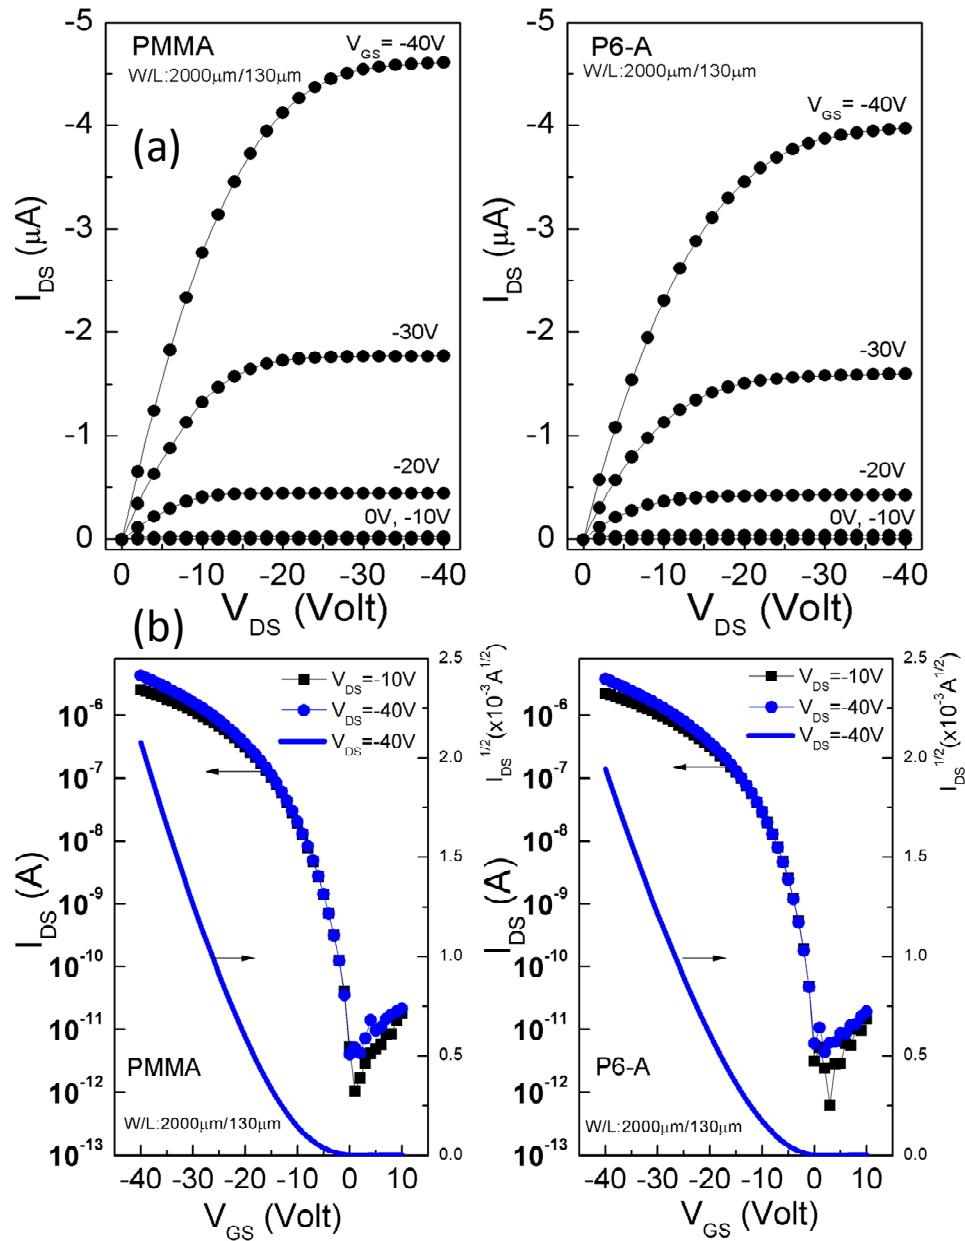 PMMA
V_GS= -40V
W/L:2000μm/130μm
(a)
-30V
-20V
0V, -10V
-5
-4
-3
-2
-1
0
I_DS (μA)
0 -10 -20 -30 -40
V_DS (Volt)
P6-A
W/L:2000μm/130μm
V_GS= -40V
-30V
-20V
0V, -10V
-5
-4
-3
-2
-1
0
I_DS (μA)
0 -10 -20 -30 -40
V_DS (Volt)
(b)
V_DS=-10V
V_DS=-40V
V_DS=-40V
10^-6
10^-7
10^-8
10^-9
10^-10
10^-11
10^-12
10^-13
I_DS (A)
2.5
2.0
1.5
1.0
0.5
0.0
I_DS^1/2(x10^-3 A^1/2)
PMMA
W/L:2000μm/130μm
-40 -30 -20 -10 0 10
V_GS (Volt)
V_DS=-10V
V_DS=-40V
V_DS=-40V
10^-6
10^-7
10^-8
10^-9
10^-10
10^-11
10^-12
10^-13
I_DS (A)
2.5
2.0
1.5
1.0
0.5
0.0
I_DS^1/2(x10^-3 A^1/2)
P6-A
W/L:2000μm/130μm
-40 -30 -20 -10 0 10
V_GS (Volt)